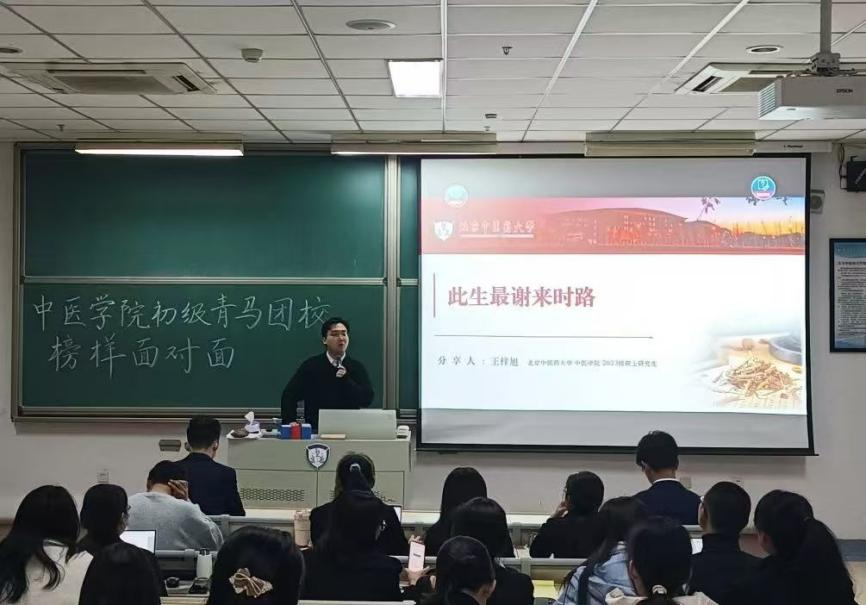 中医学院初级青马团校
榜样面对面
北京中医药大学
此生最谢来时路
分享人：王梓旭 北京中医药大学 中医学院 2023级硕士研究生
EPSON